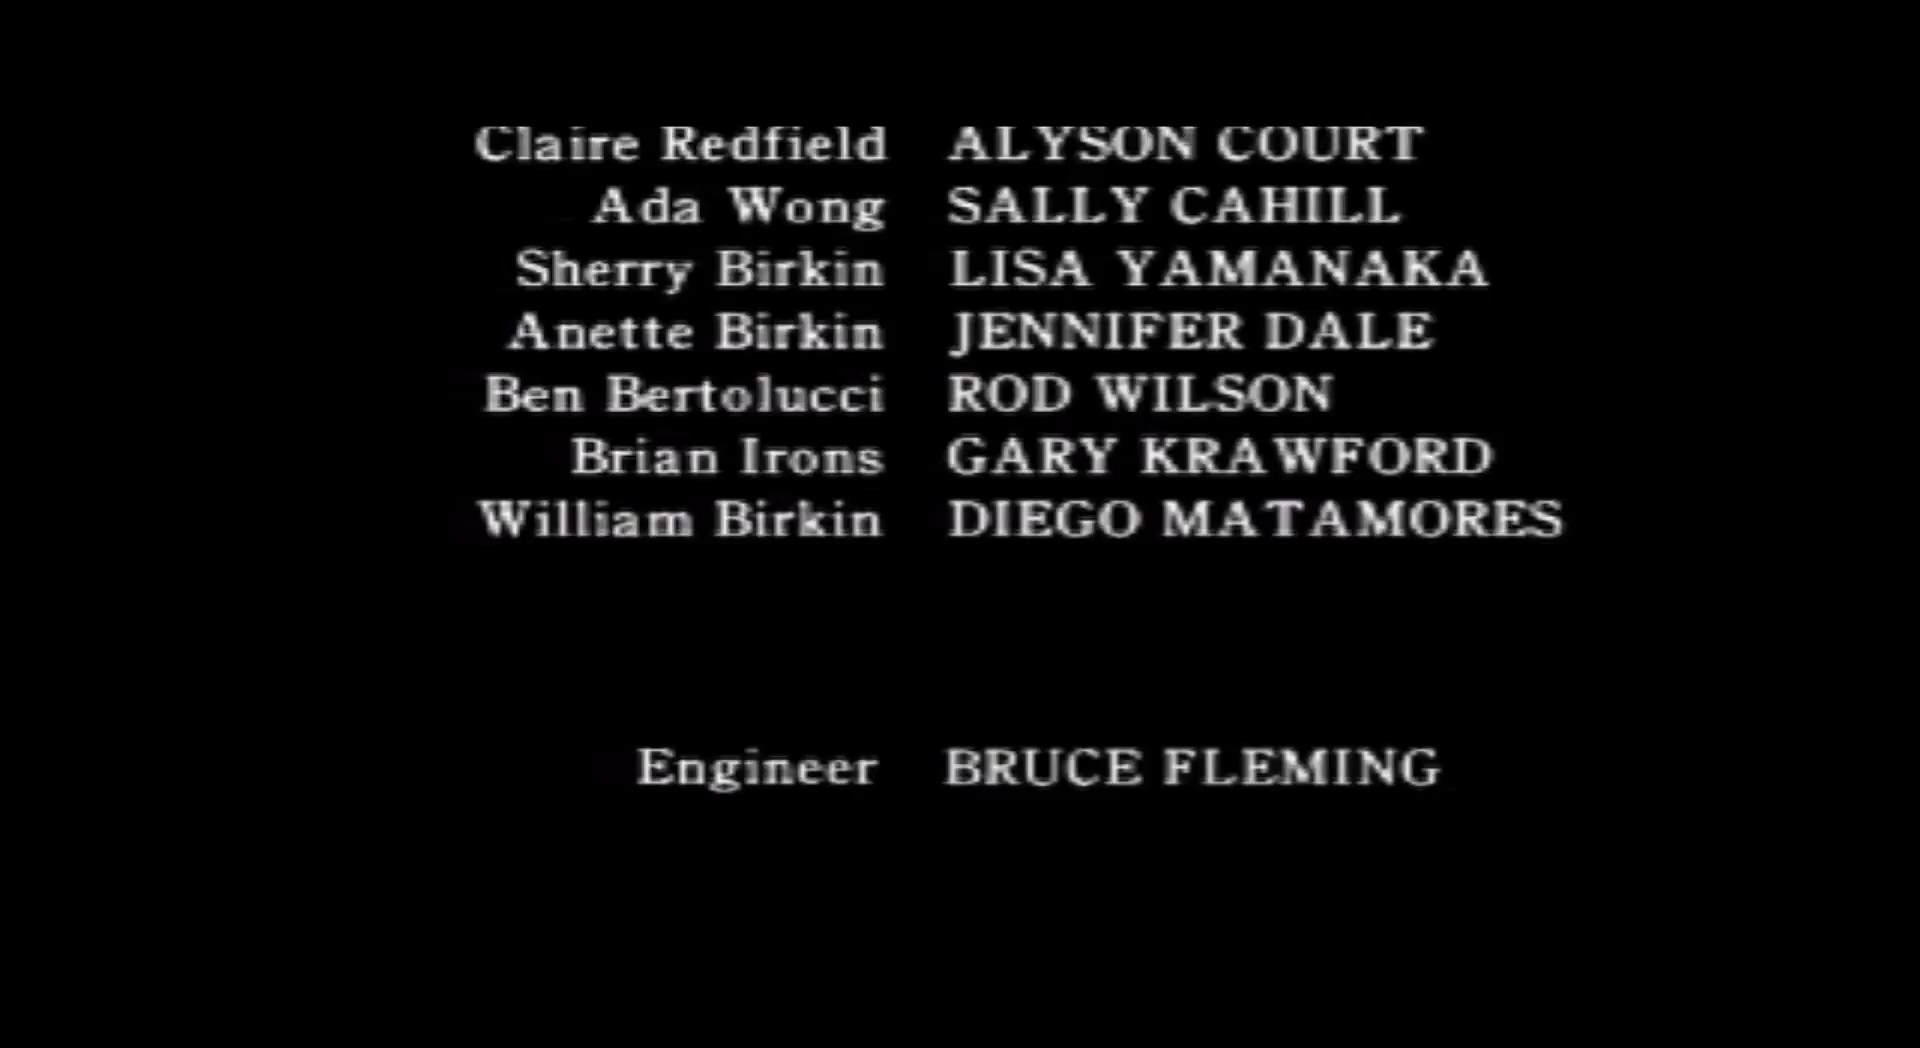 Claire Redfield ALYSON COURT
Ada Wong SALLY CAHILL
Sherry Birkin LISA YAMANAKA
Anette Birkin JENNIFER DALE
Ben Bertolucci ROD WILSON
Brian Irons GARY KRAWFORD
William Birkin DIEGO MATAMORES
Engineer BRUCE FLEMING